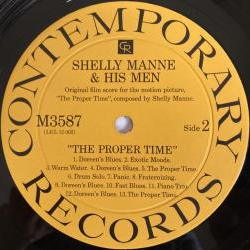 CONTEMPORARY
CR
SHELLY MANNE
& HIS MEN
Original film score for the motion picture,
"The Proper Time", composed by Shelly Manne.
M3587
Side 2
"THE PROPER TIME"
1. Doreen's Blues. 2. Exotic Moods.
3. Warm Water. 4. Doreen's Blues. 5. The Proper Time.
6. Drum Solo. 7. Panic. 8. Fraternizing.
9. Doreen's Blues. 10. Fast Blues. 11. Piano Trio.
12. Doreen's Blues. 13. The Proper Time.
RECORDS